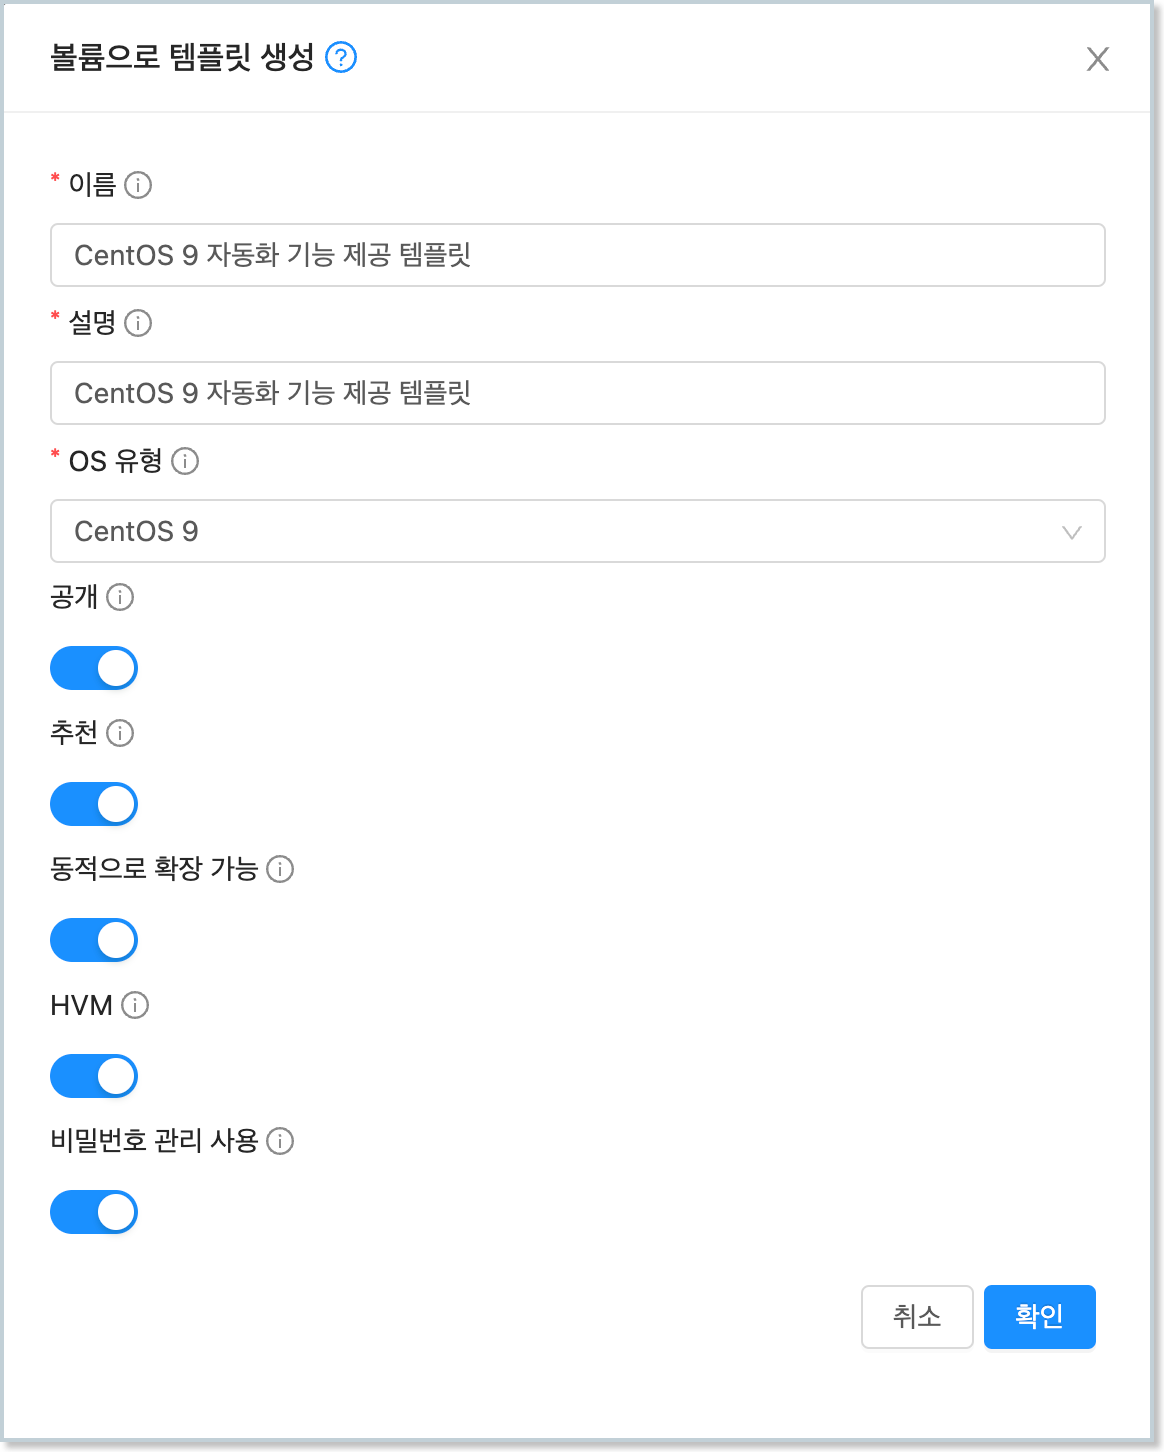 볼륨으로 템플릿 생성
이름
CentOS 9 자동화 기능 제공 템플릿
설명
CentOS 9 자동화 기능 제공 템플릿
OS 유형
CentOS 9
공개
추천
동적으로 확장 가능
HVM
비밀번호 관리 사용
취소 확인